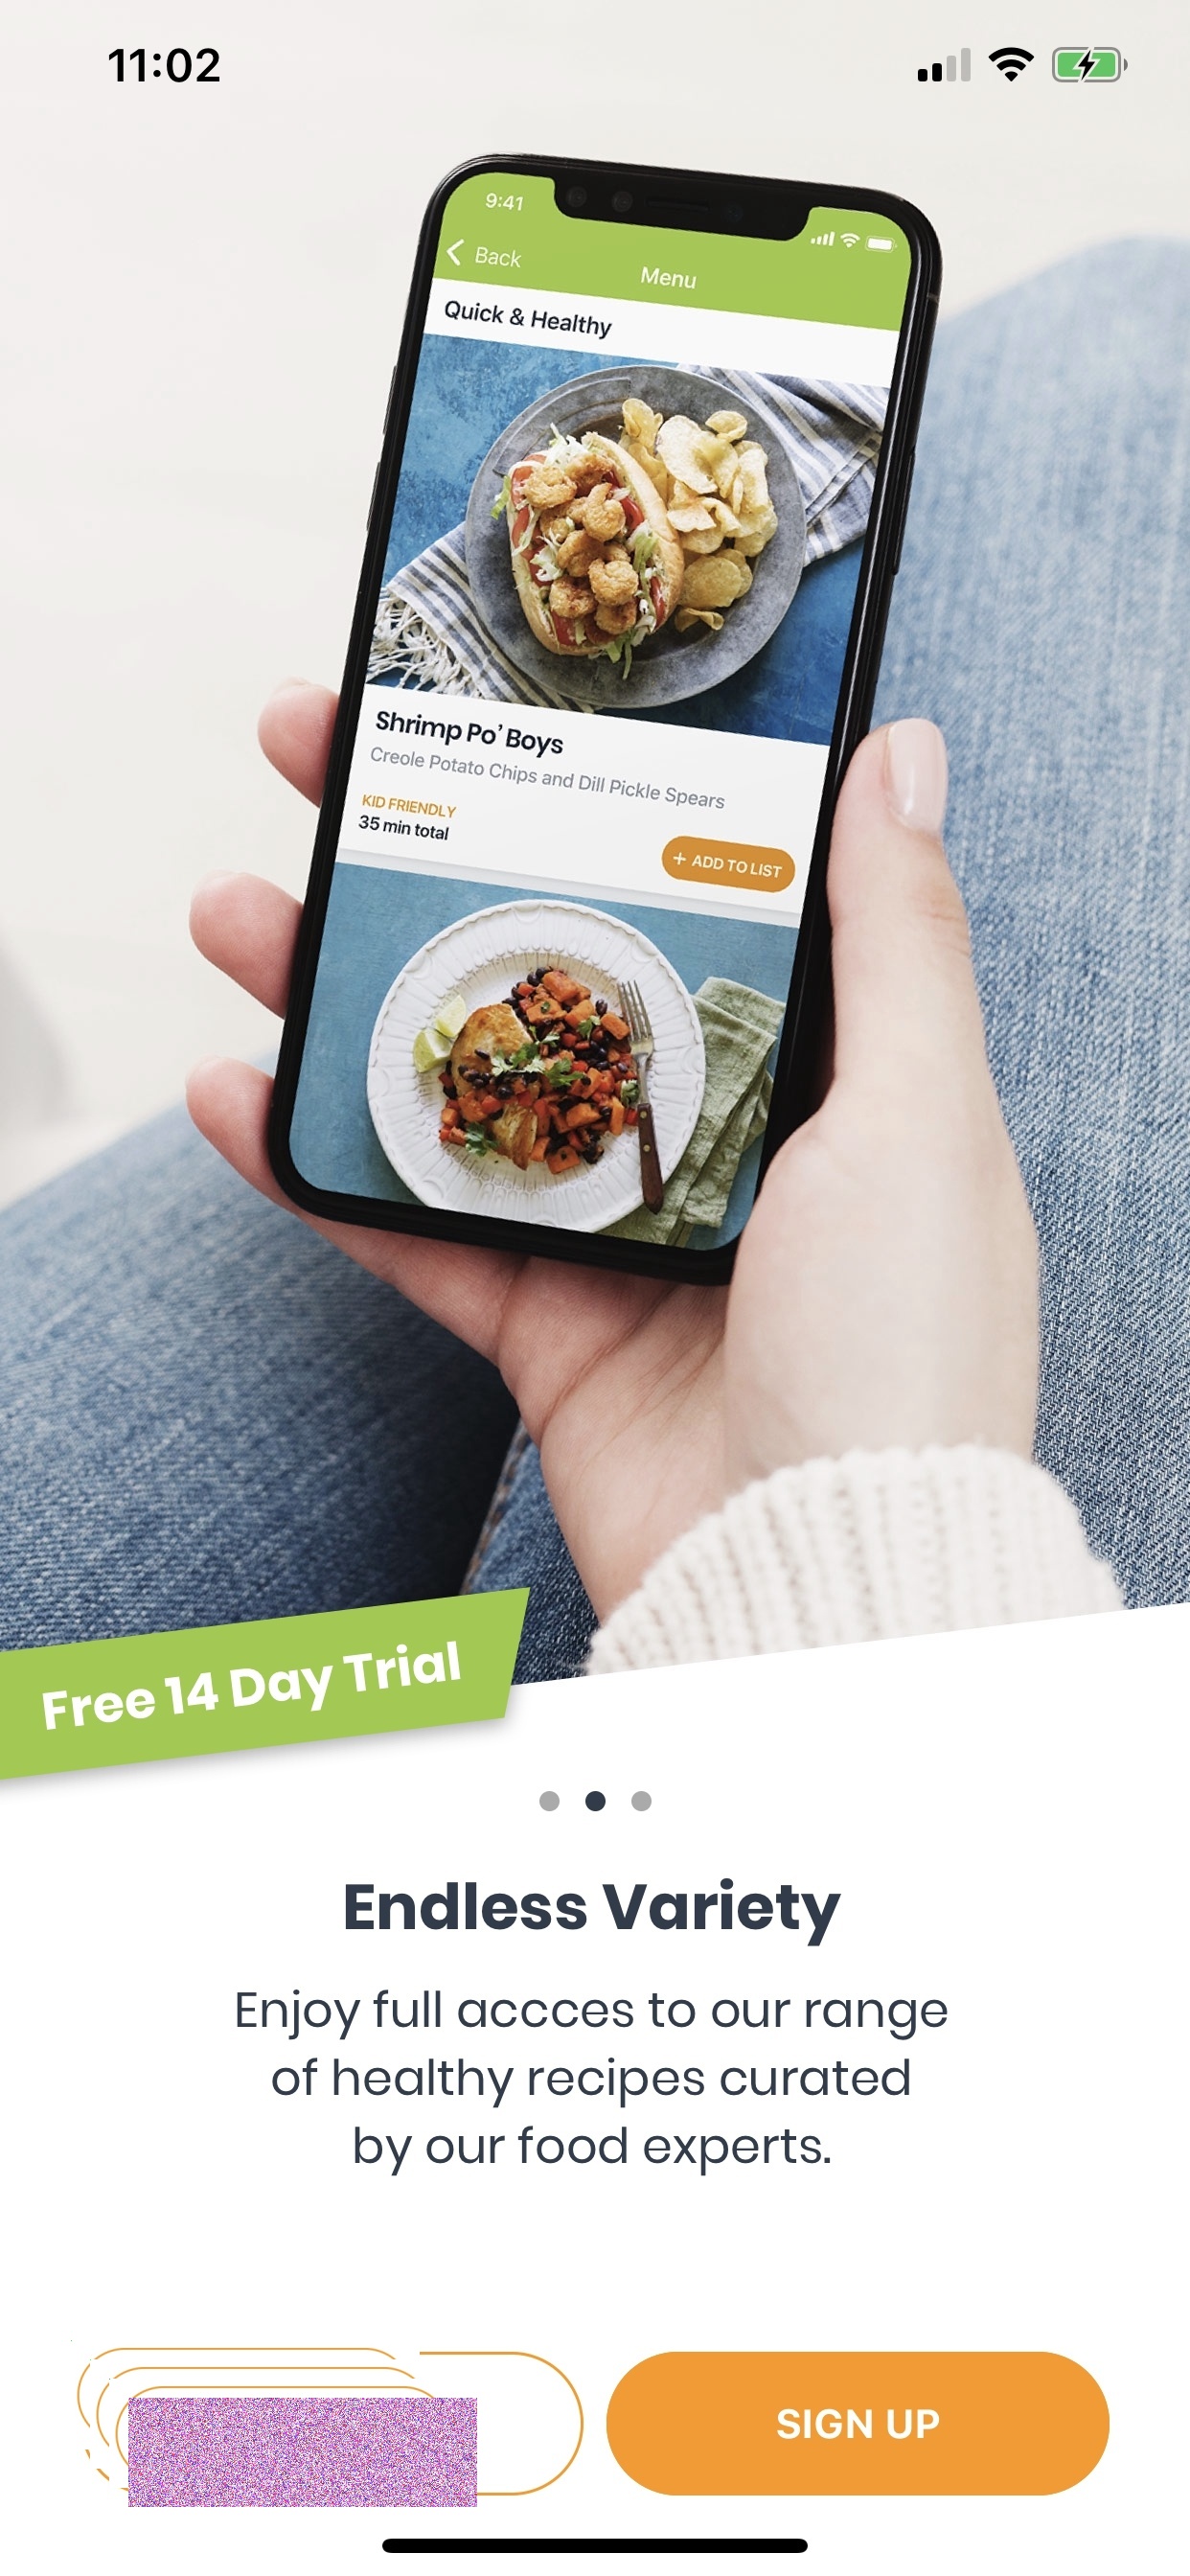 11:02
9:41
Back
Menu
Quick & Healthy
Shrimp Po' Boys
Creole Potato Chips and Dill Pickle Spears
KID FRIENDLY
35 min total
+ ADD TO LIST
Free 14 Day Trial
Endless Variety
Enjoy full accces to our range
of healthy recipes curated
by our food experts.
SIGN UP